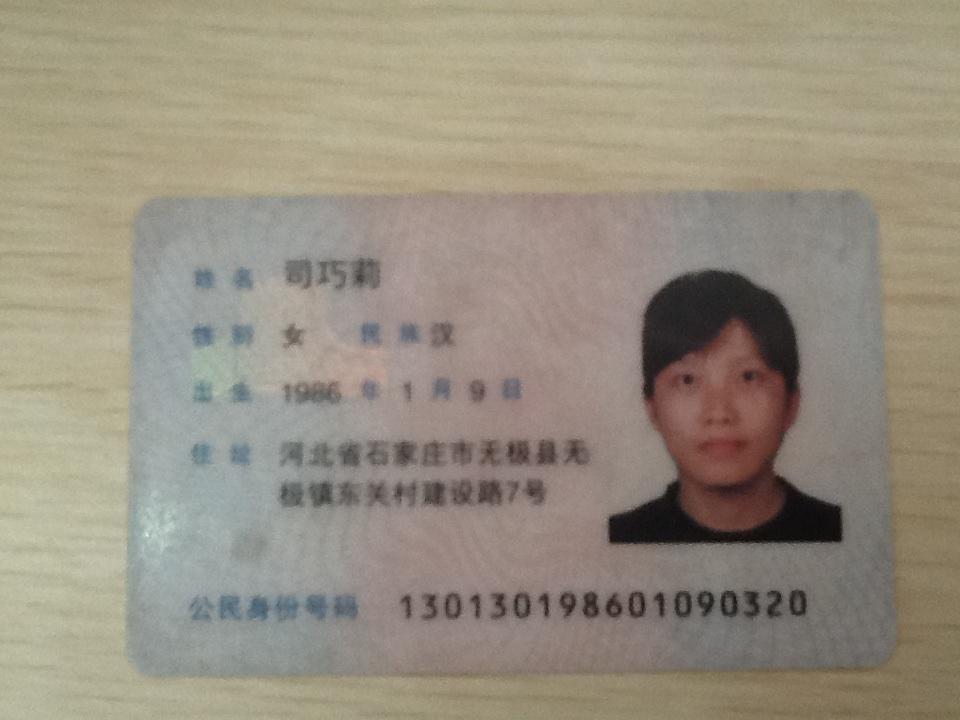 姓名 司巧莉
性别 女 民族 汉
出生 1986 年 1 月 9 日
住址 河北省石家庄市无极县无
极镇东关村建设路7号
公民身份号码 130130198601090320